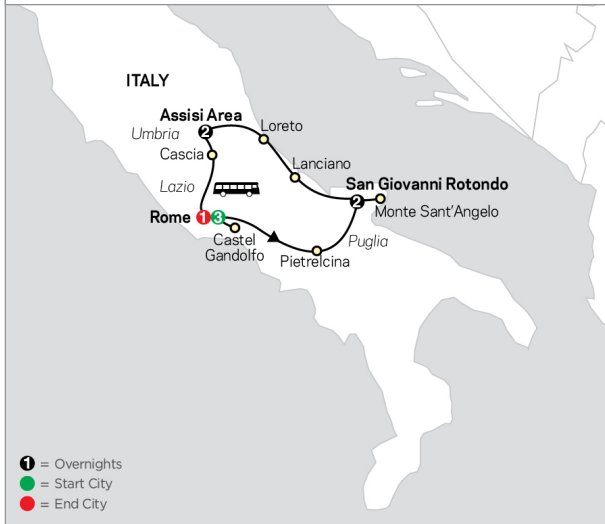 ITALY
Assisi Area
Umbria
2
Loreto
Cascia
Lanciano
Lazio
San Giovanni Rotondo
2
Rome 1 3
Monte Sant'Angelo
Castel
Gandolfo
Puglia
Pietrelcina
1 = Overnights
= Start City
= End City